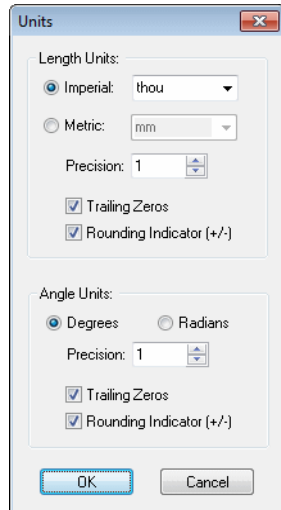 Units
Length Units:
Imperial: thou
Metric: mm
Precision: 1
Trailing Zeros
Rounding Indicator (+/-)
Angle Units:
Degrees Radians
Precision: 1
Trailing Zeros
Rounding Indicator (+/-)
OK Cancel